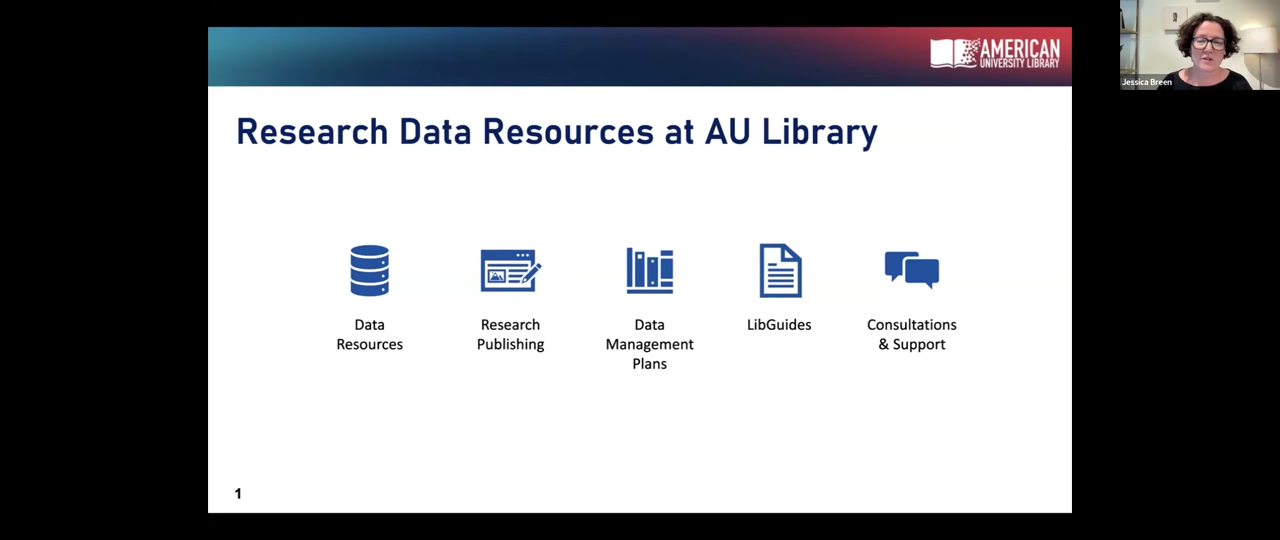 AMERICAN
UNIVERSITY LIBRARY
Jessica Breen
Research Data Resources at AU Library
Data
Resources
Research
Publishing
Data
Management
Plans
LibGuides
Consultations
& Support
1